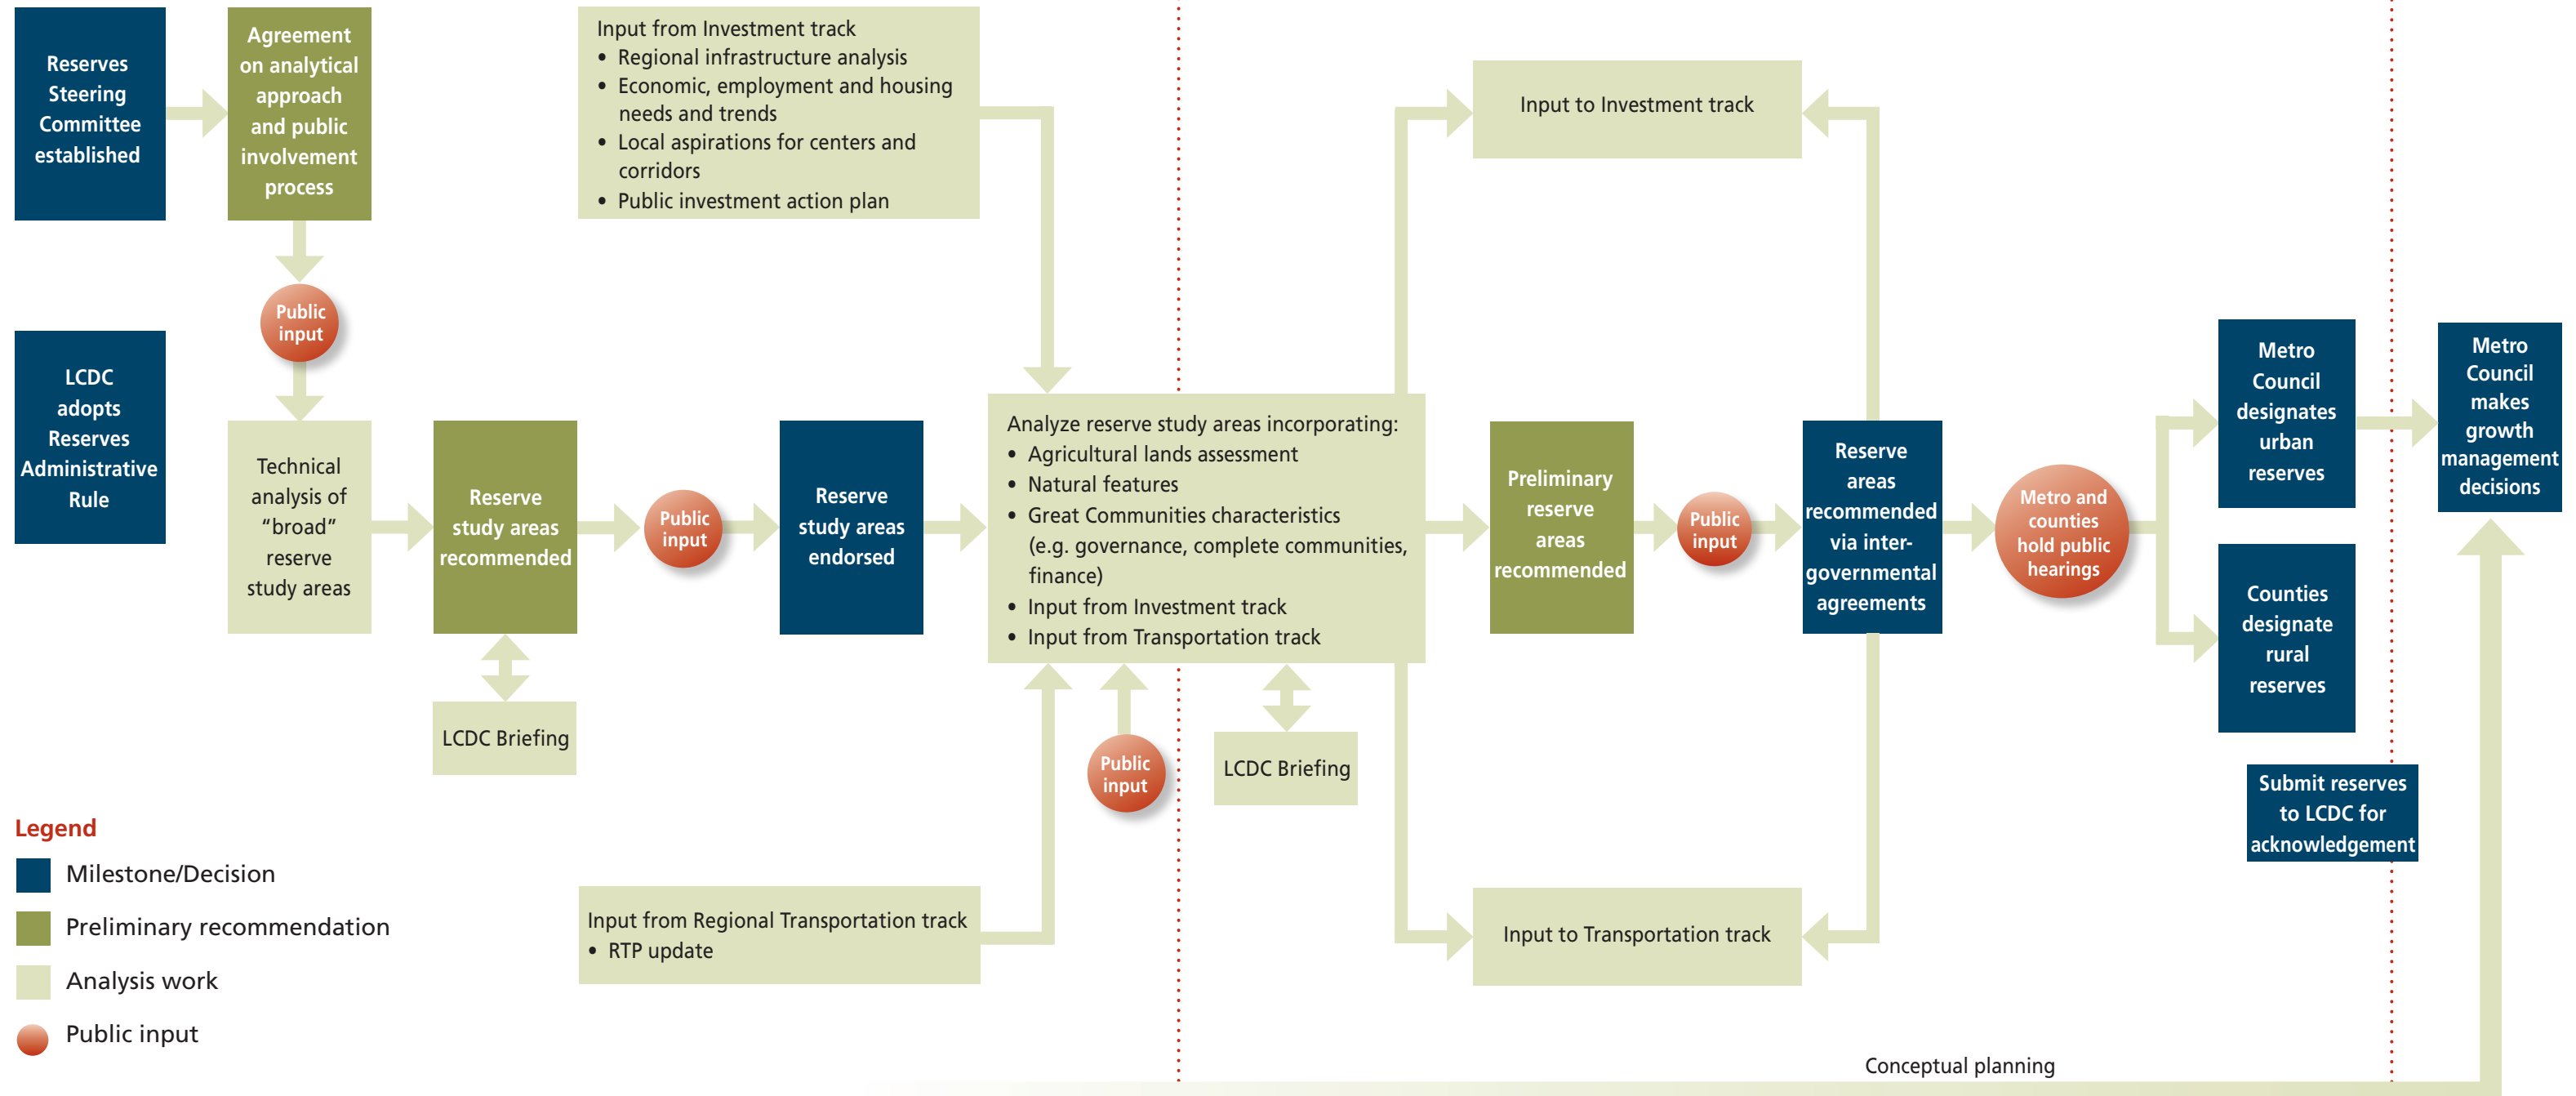 Reserves
Steering
Committee
established
Agreement
on analytical
approach
and public
involvement
process
Public
input
LCDC
adopts
Reserves
Administrative
Rule
Technical
analysis of
“broad”
reserve
study areas
Reserve
study areas
recommended
LCDC Briefing
Public
input
Reserve
study areas
endorsed
Input from Investment track
• Regional infrastructure analysis
• Economic, employment and housing
needs and trends
• Local aspirations for centers and
corridors
• Public investment action plan
Analyze reserve study areas incorporating:
• Agricultural lands assessment
• Natural features
• Great Communities characteristics
(e.g. governance, complete communities,
finance)
• Input from Investment track
• Input from Transportation track
Public
input
LCDC Briefing
Input from Regional Transportation track
• RTP update
Input to Investment track
Preliminary
reserve
areas
recommended
Public
input
Reserve
areas
recommended
via inter-
governmental
agreements
Input to Transportation track
Metro and
counties
hold public
hearings
Metro
Council
designates
urban
reserves
Counties
designate
rural
reserves
Submit reserves
to LCDC for
acknowledgement
Metro
Council
makes
growth
management
decisions
Conceptual planning
Legend
Milestone/Decision
Preliminary recommendation
Analysis work
Public input